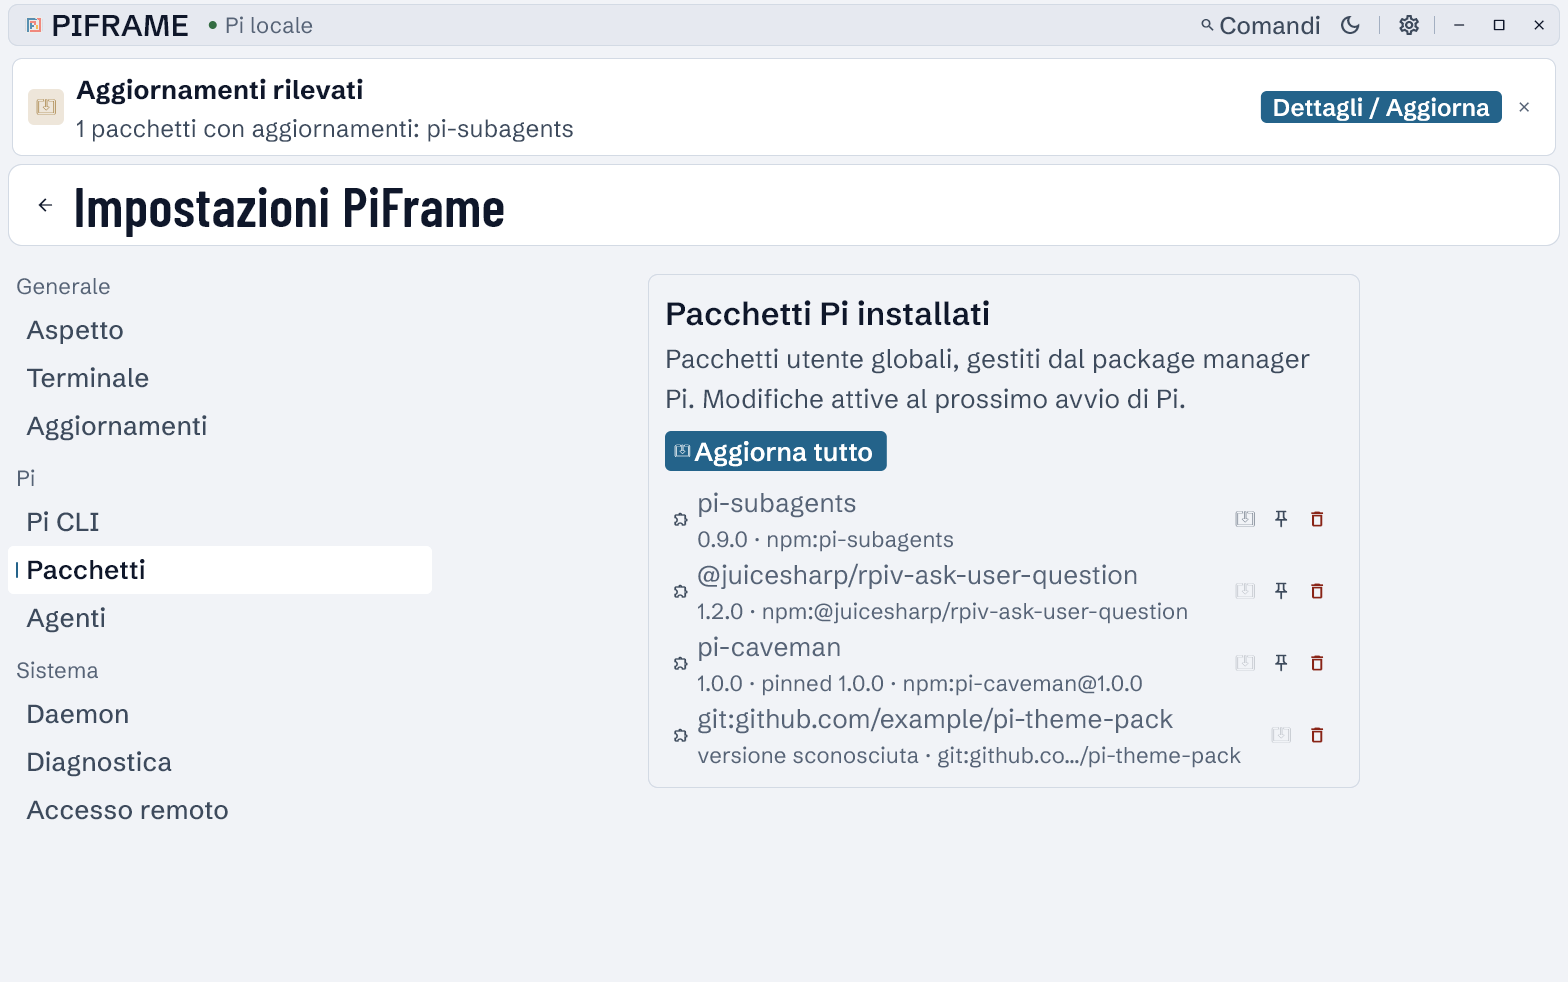 PIFRAME
Pi locale
Comandi
Aggiornamenti rilevati
1 pacchetti con aggiornamenti: pi-subagents
Dettagli / Aggiorna
Impostazioni PiFrame
Generale
Aspetto
Terminale
Aggiornamenti
Pi
Pi CLI
Pacchetti
Agenti
Sistema
Daemon
Diagnostica
Accesso remoto
Pacchetti Pi installati
Pacchetti utente globali, gestiti dal package manager
Pi. Modifiche attive al prossimo avvio di Pi.
Aggiorna tutto
pi-subagents
0.9.0 · npm:pi-subagents
@juicesharp/rpiv-ask-user-question
1.2.0 · npm:@juicesharp/rpiv-ask-user-question
pi-caveman
1.0.0 · pinned 1.0.0 · npm:pi-caveman@1.0.0
git:github.com/example/pi-theme-pack
versione sconosciuta · git:github.co…/pi-theme-pack